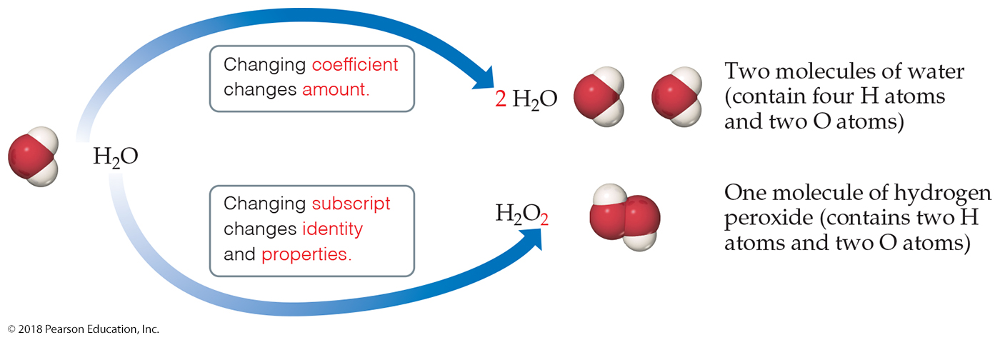 Changing coefficient
changes amount.
2 H₂O
Two molecules of water
(contain four H atoms
and two O atoms)
H₂O
Changing subscript
changes identity
and properties.
H₂O₂
One molecule of hydrogen
peroxide (contains two H
atoms and two O atoms)
© 2018 Pearson Education, Inc.